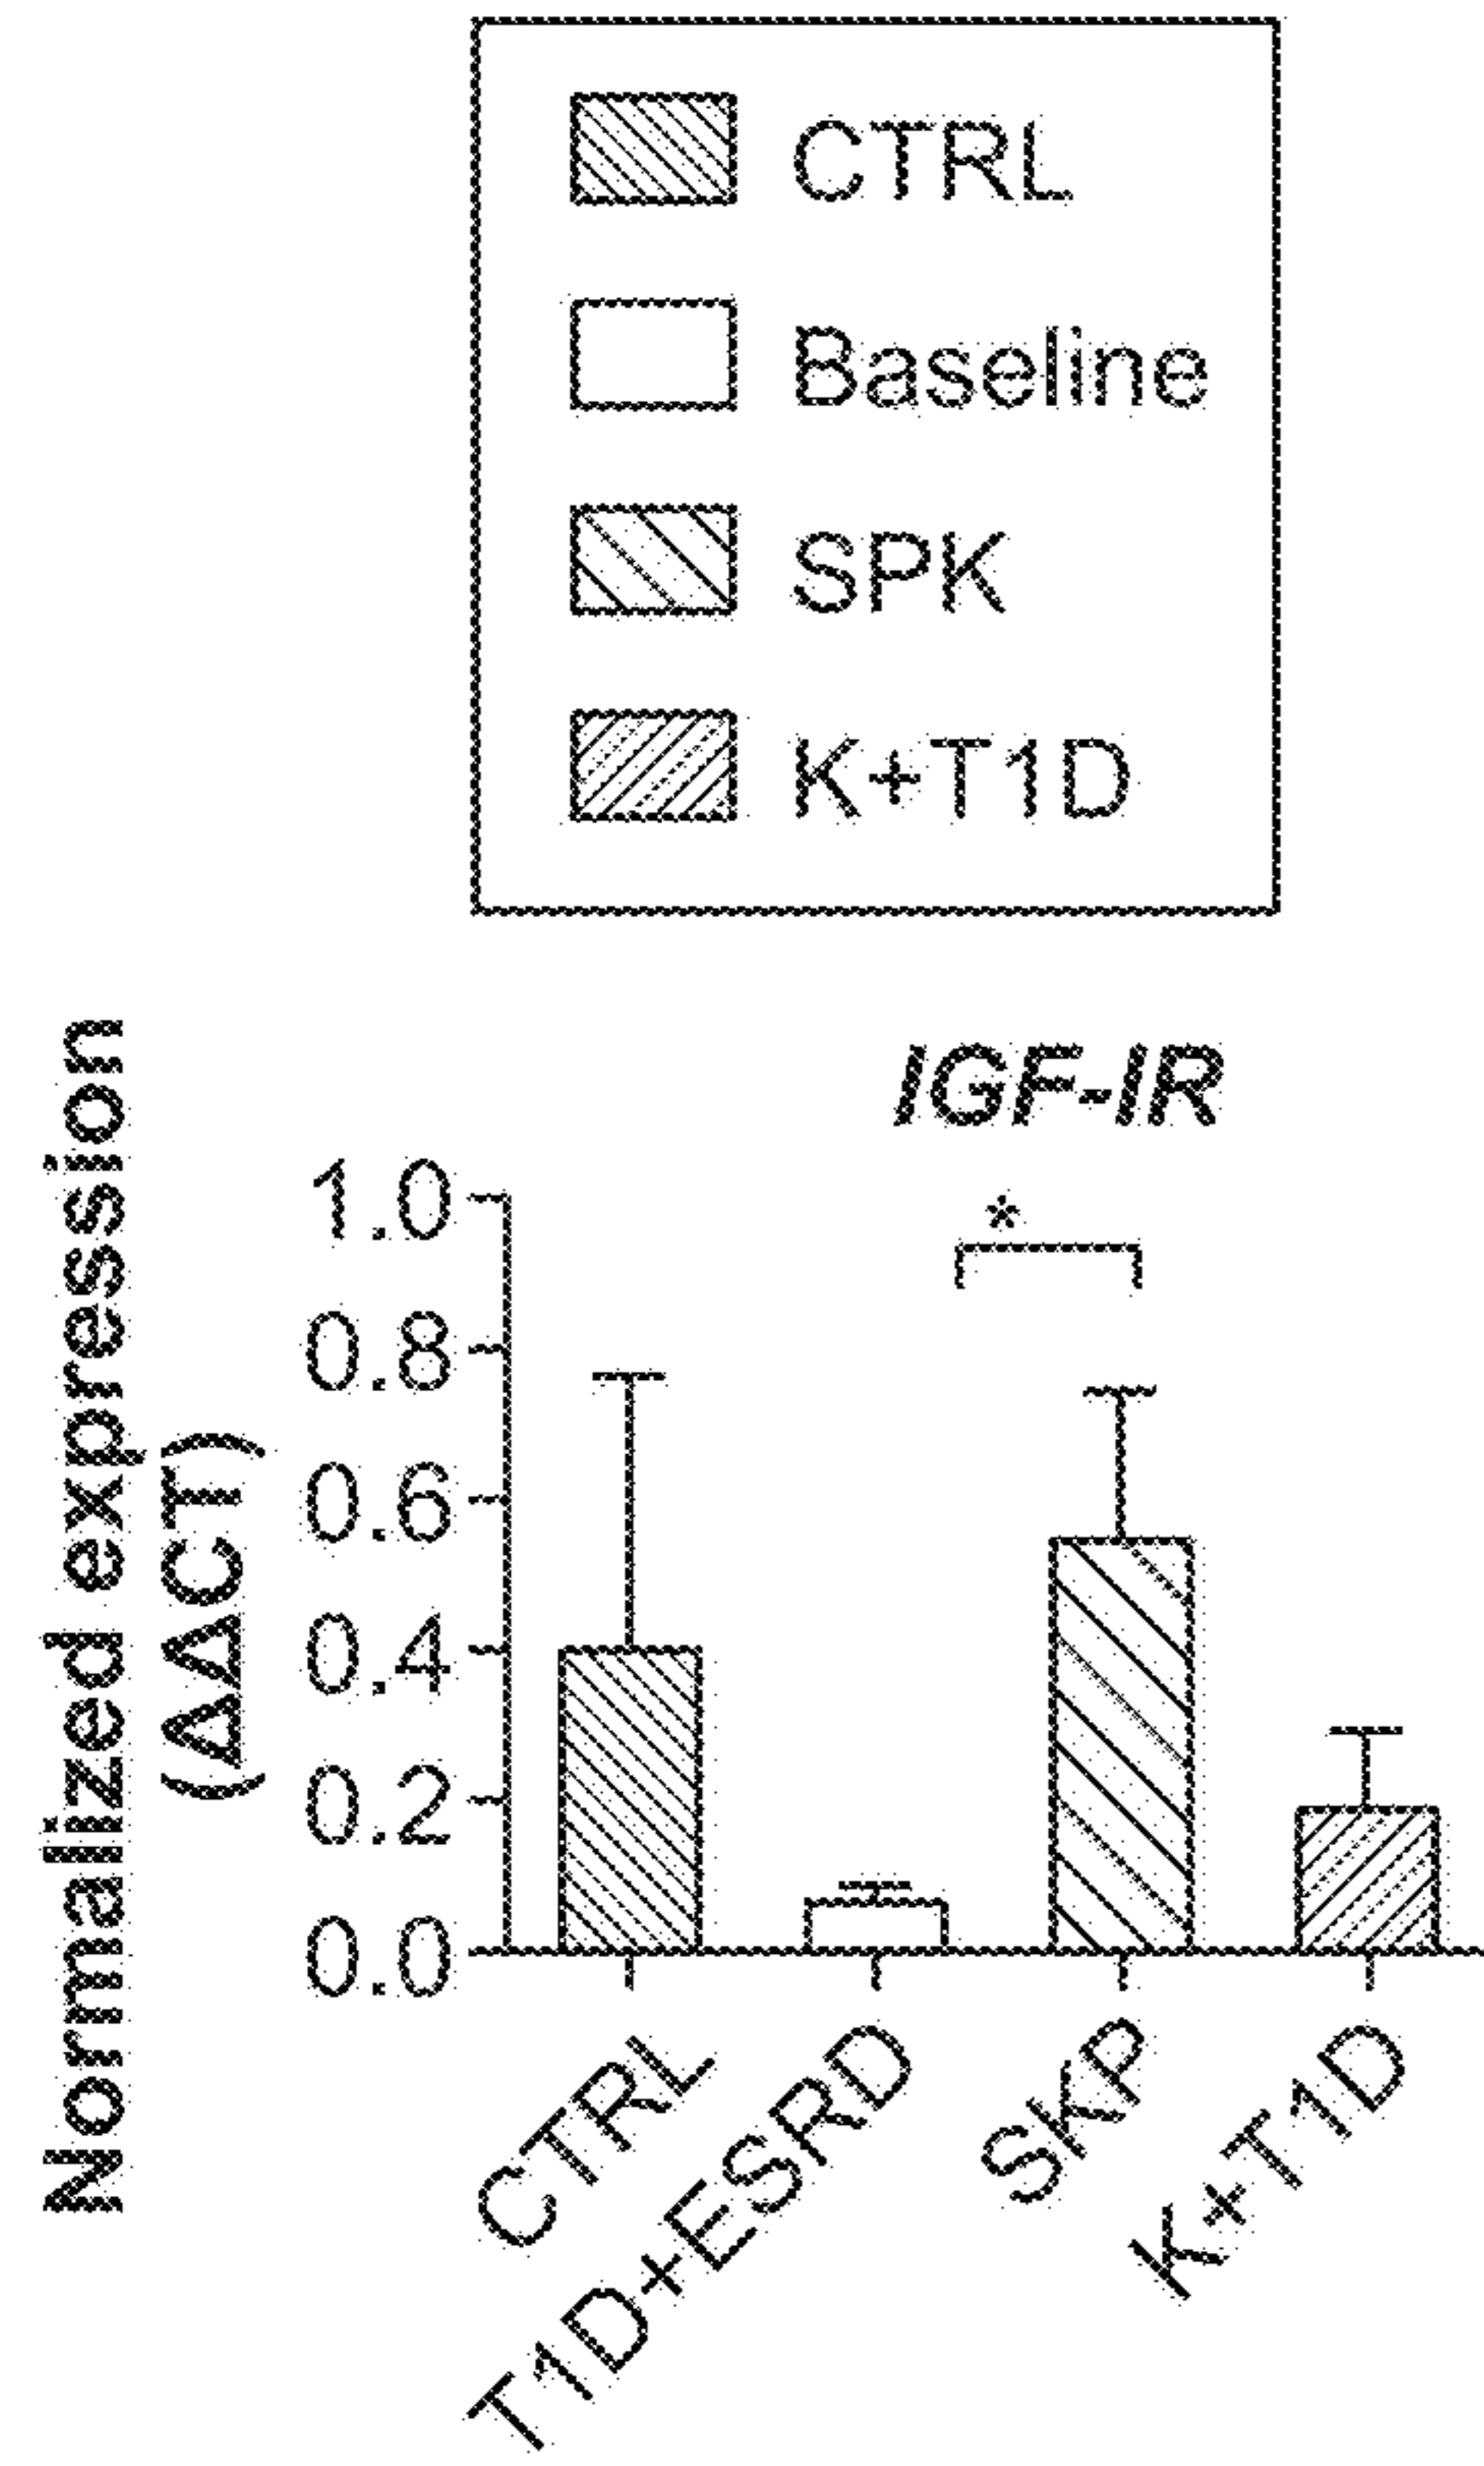 CTRL
Baseline
SPK
K+T1D
IGF-IR
*
Normalized expression
(ΔΔCT)
1.0
0.8
0.6
0.4
0.2
0.0
CTRL
T1D+ESRD
SKP
K+T1D